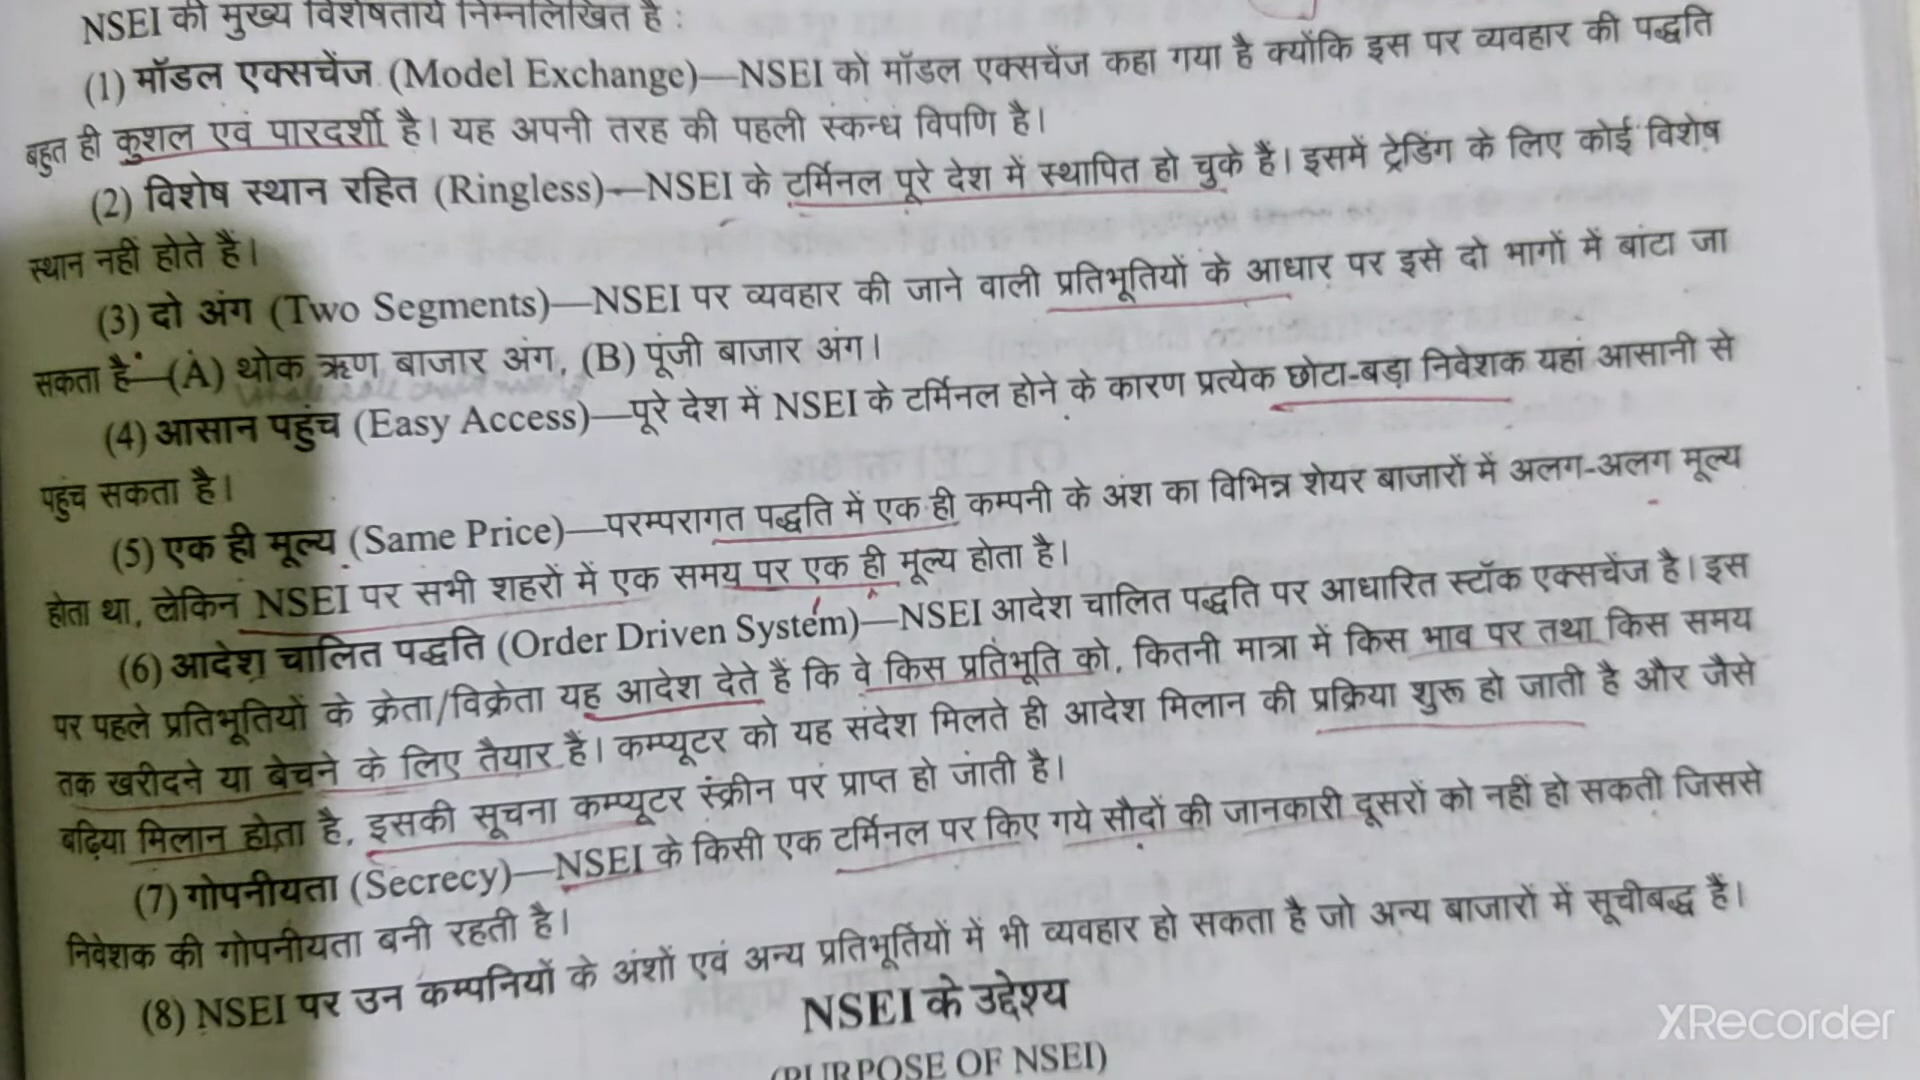 NSEI की मुख्य विशेषतायें निम्नलिखित है :
(1) मॉडल एक्सचेंज (Model Exchange)—NSEI को मॉडल एक्सचेंज कहा गया है क्योंकि इस पर व्यवहार की पद्धति
बहुत ही कुशल एवं पारदर्शी है। यह अपनी तरह की पहली स्कन्ध विपणि है।
(2) विशेष स्थान रहित (Ringless)—NSEI के टर्मिनल पूरे देश में स्थापित हो चुके हैं। इसमें ट्रेडिंग के लिए कोई विशेष
स्थान नहीं होते हैं।
(3) दो अंग (Two Segments)—NSEI पर व्यवहार की जाने वाली प्रतिभूतियों के आधार पर इसे दो भागों में बांटा जा
सकता है—(A) थोक ऋण बाजार अंग, (B) पूंजी बाजार अंग।
(4) आसान पहुंच (Easy Access)—पूरे देश में NSEI के टर्मिनल होने के कारण प्रत्येक छोटा-बड़ा निवेशक यहां आसानी से
पहुंच सकता है।
(5) एक ही मूल्य (Same Price)—परम्परागत पद्धति में एक ही कम्पनी के अंश का विभिन्न शेयर बाजारों में अलग-अलग मूल्य
होता था, लेकिन NSEI पर सभी शहरों में एक समय पर एक ही मूल्य होता है।
(6) आदेश चालित पद्धति (Order Driven System)—NSEI आदेश चालित पद्धति पर आधारित स्टॉक एक्सचेंज है। इस
पर पहले प्रतिभूतियों के क्रेता/विक्रेता यह आदेश देते हैं कि वे किस प्रतिभूति को, कितनी मात्रा में किस भाव पर तथा किस समय
तक खरीदने या बेचने के लिए तैयार हैं। कम्प्यूटर को यह संदेश मिलते ही आदेश मिलान की प्रक्रिया शुरू हो जाती है और जैसे
बढ़िया मिलान होता है, इसकी सूचना कम्प्यूटर स्क्रीन पर प्राप्त हो जाती है।
(7) गोपनीयता (Secrecy)—NSEI के किसी एक टर्मिनल पर किए गये सौदों की जानकारी दूसरों को नहीं हो सकती जिससे
निवेशक की गोपनीयता बनी रहती है।
(8) NSEI पर उन कम्पनियों के अंशों एवं अन्य प्रतिभूतियों में भी व्यवहार हो सकता है जो अन्य बाजारों में सूचीबद्ध हैं।
NSEI के उद्देश्य
(PURPOSE OF NSEI)
XRecorder